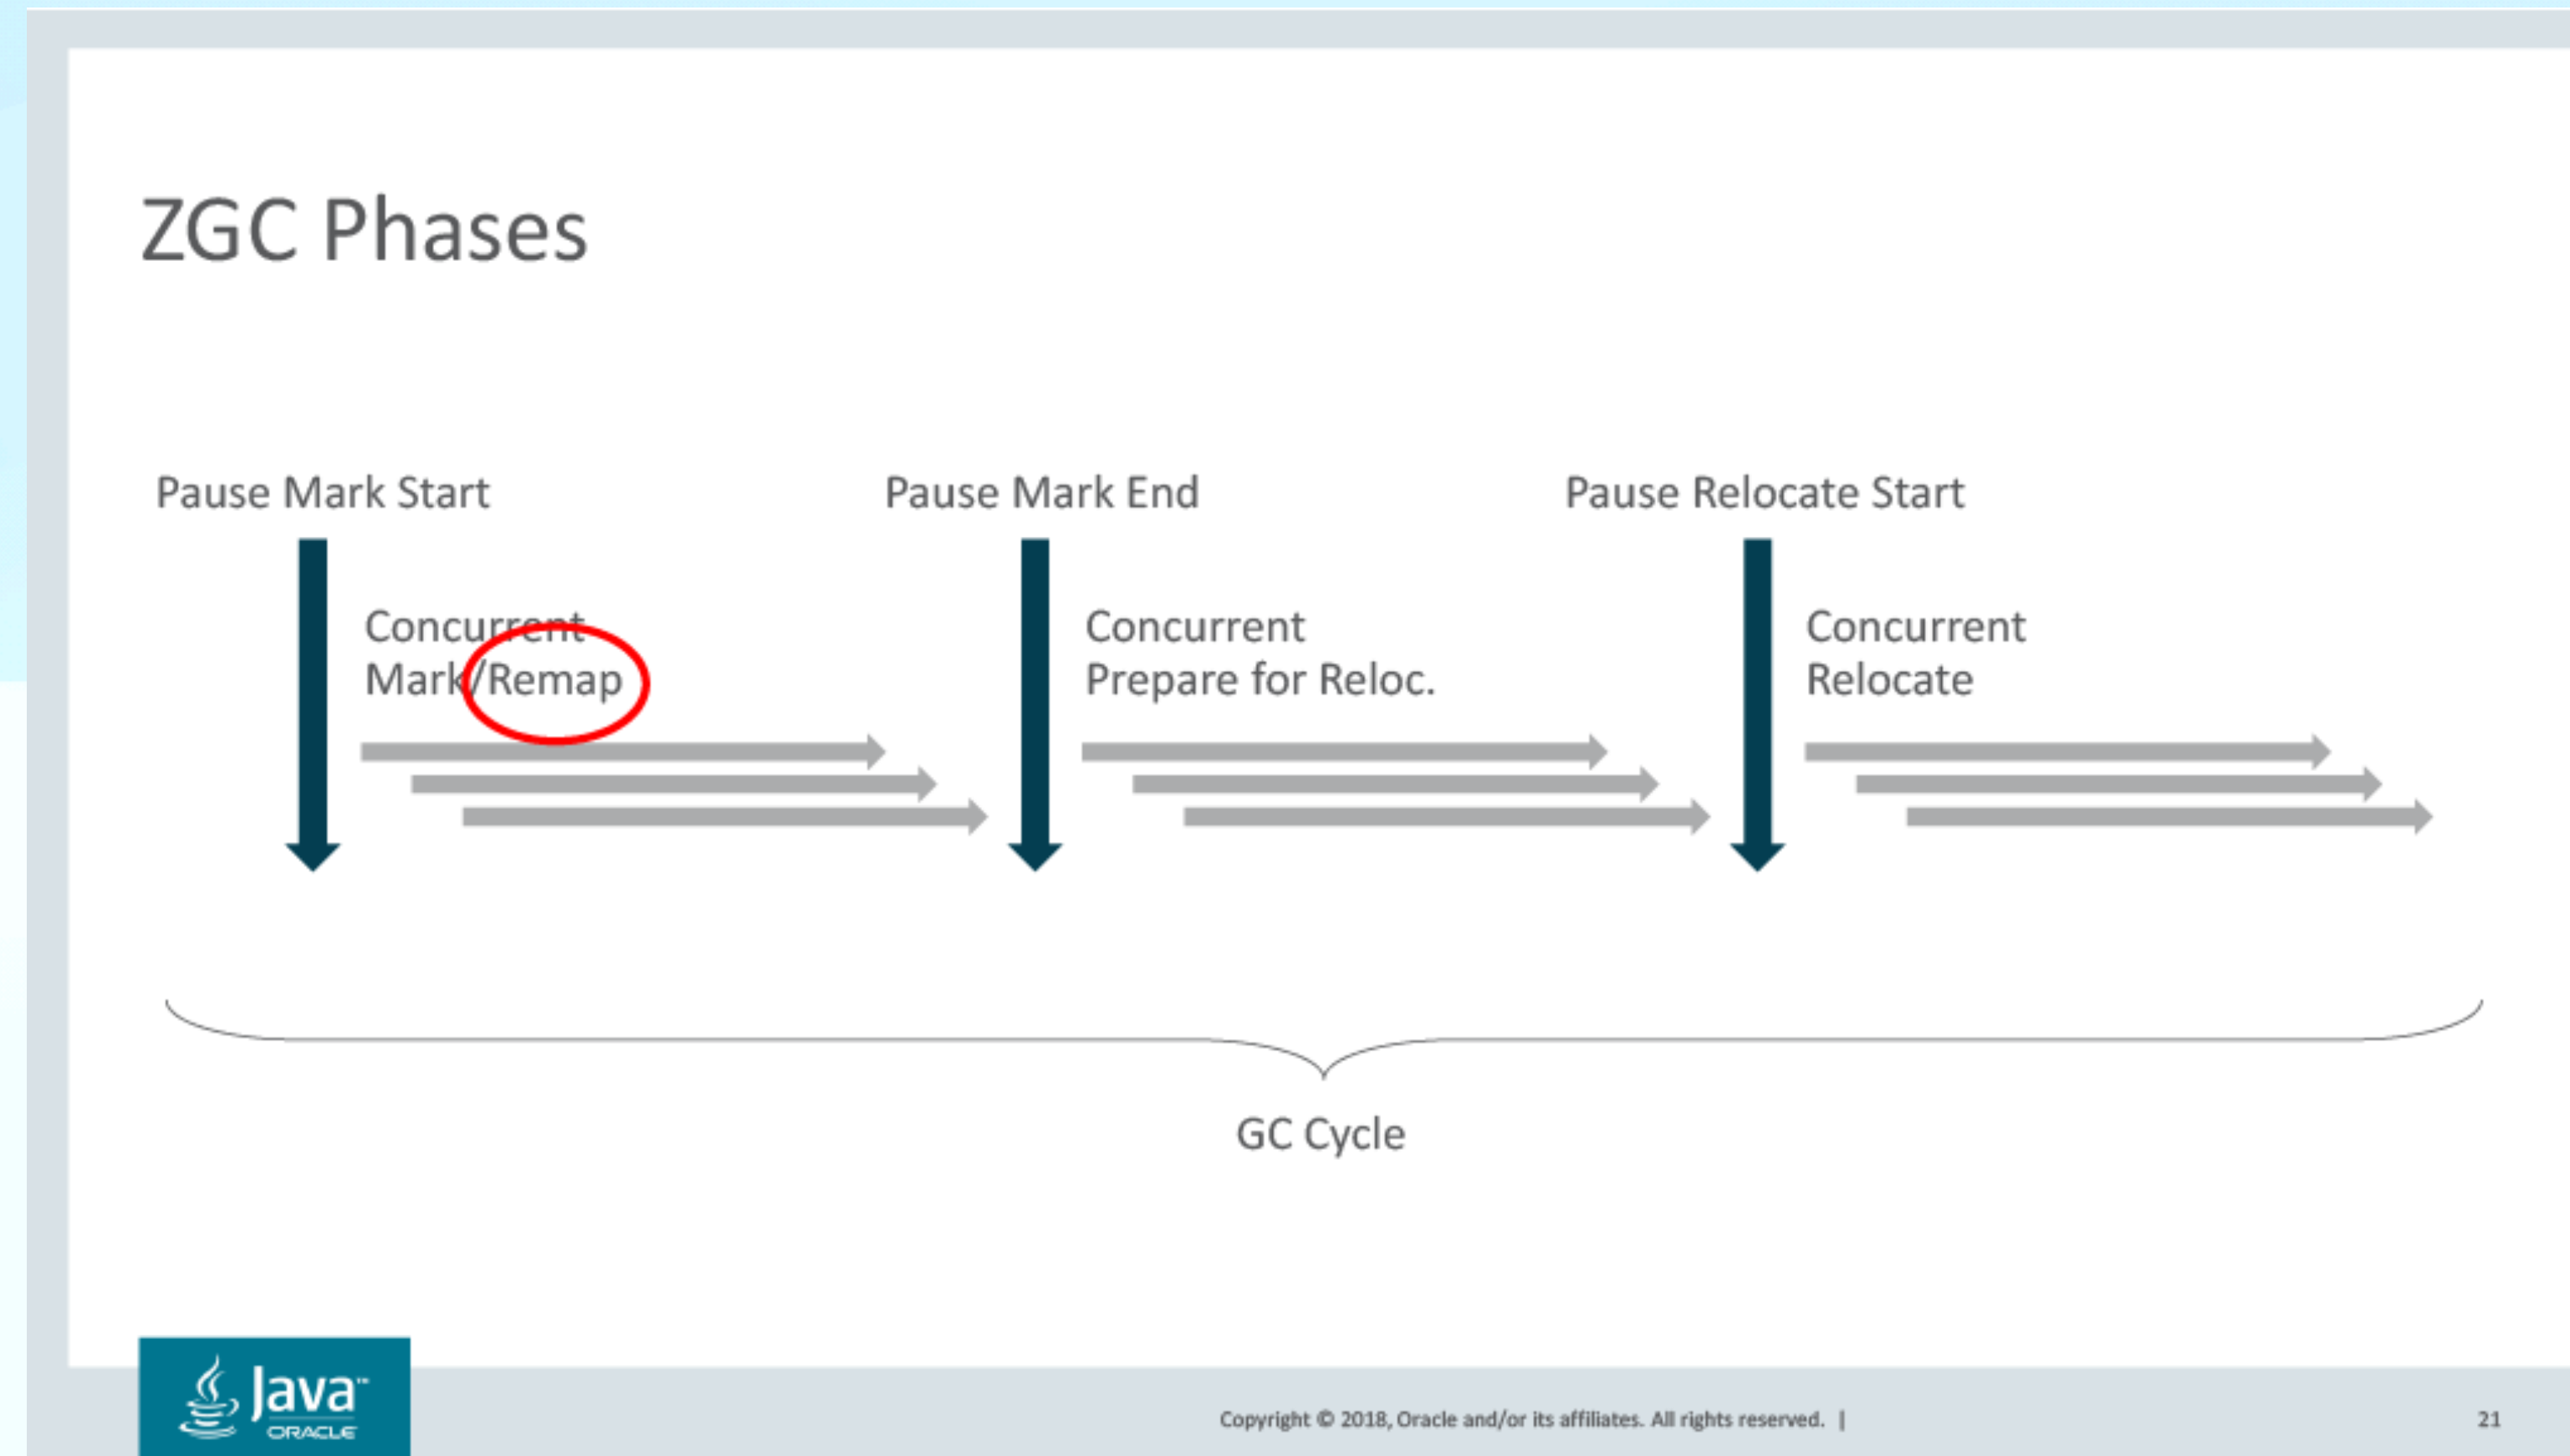 ZGC Phases
Pause Mark Start
Pause Mark End
Pause Relocate Start
Concurrent
Mark/Remap
Concurrent
Prepare for Reloc.
Concurrent
Relocate
GC Cycle
Java™
ORACLE
Copyright © 2018, Oracle and/or its affiliates. All rights reserved. |
21